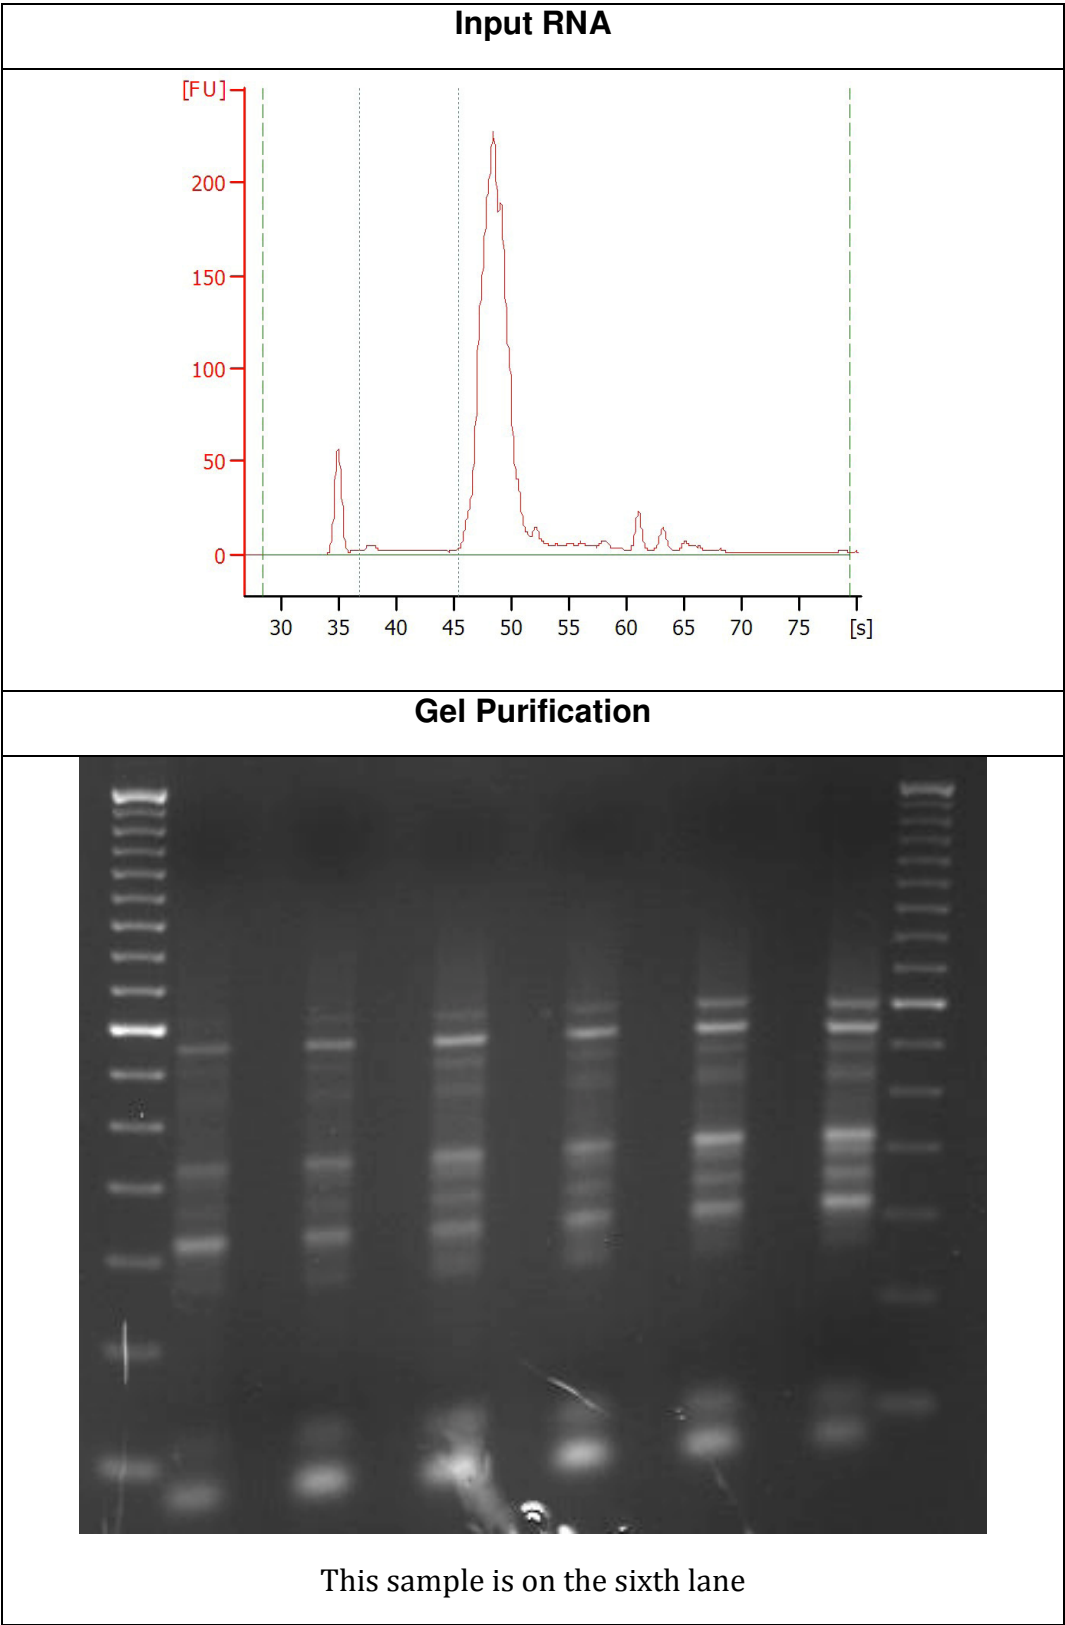 Input RNA
[FU]
200
150
100
50
0
30 35 40 45 50 55 60 65 70 75 [s]
Gel Purification
This sample is on the sixth lane